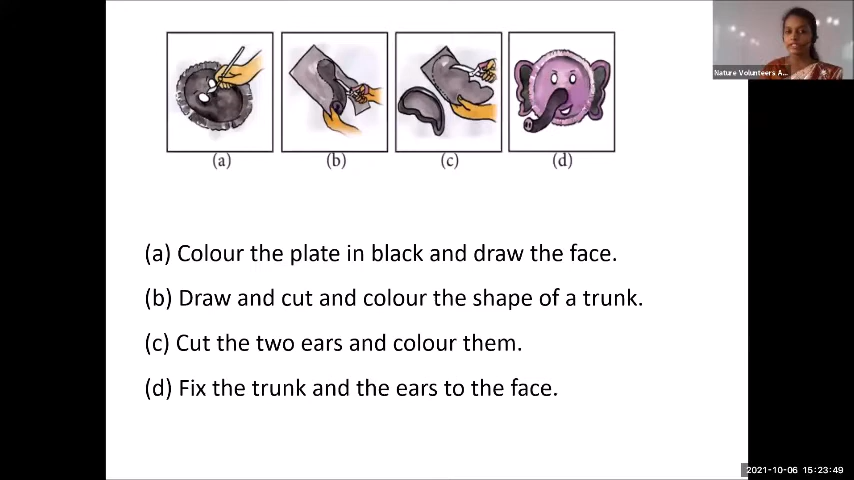 Nature Volunteers A...
(a)
(b)
(c)
(d)
(a) Colour the plate in black and draw the face.
(b) Draw and cut and colour the shape of a trunk.
(c) Cut the two ears and colour them.
(d) Fix the trunk and the ears to the face.
2021-10-06 15:23:49